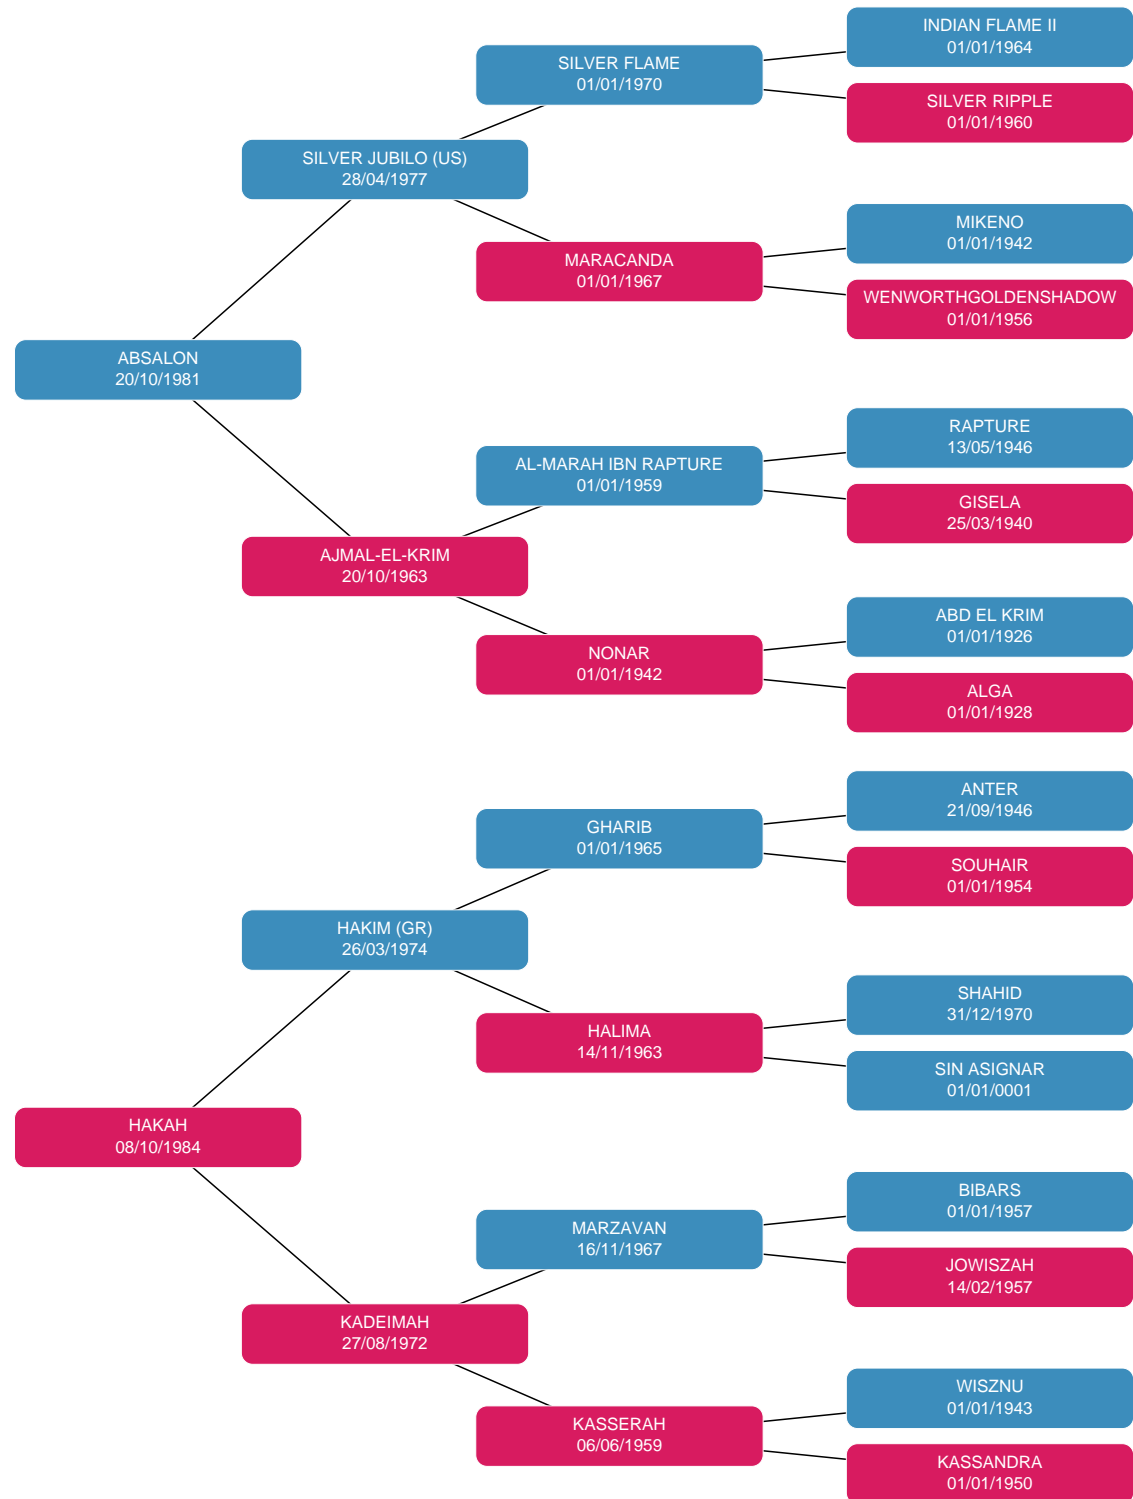 INDIAN FLAME II
01/01/1964
SILVER FLAME
01/01/1970
SILVER RIPPLE
01/01/1960
SILVER JUBILO (US)
28/04/1977
MIKENO
01/01/1942
MARACANDA
01/01/1967
WENWORTHGOLDENSHADOW
01/01/1956
ABSALON
20/10/1981
RAPTURE
13/05/1946
AL-MARAH IBN RAPTURE
01/01/1959
GISELA
25/03/1940
AJMAL-EL-KRIM
20/10/1963
ABD EL KRIM
01/01/1926
NONAR
01/01/1942
ALGA
01/01/1928
ANTER
21/09/1946
GHARIB
01/01/1965
SOUHAIR
01/01/1954
HAKIM (GR)
26/03/1974
SHAHID
31/12/1970
HALIMA
14/11/1963
SIN ASIGNAR
01/01/0001
HAKAH
08/10/1984
BIBARS
01/01/1957
MARZAVAN
16/11/1967
JOWISZAH
14/02/1957
KADEIMAH
27/08/1972
WISZNU
01/01/1943
KASSERAH
06/06/1959
KASSANDRA
01/01/1950